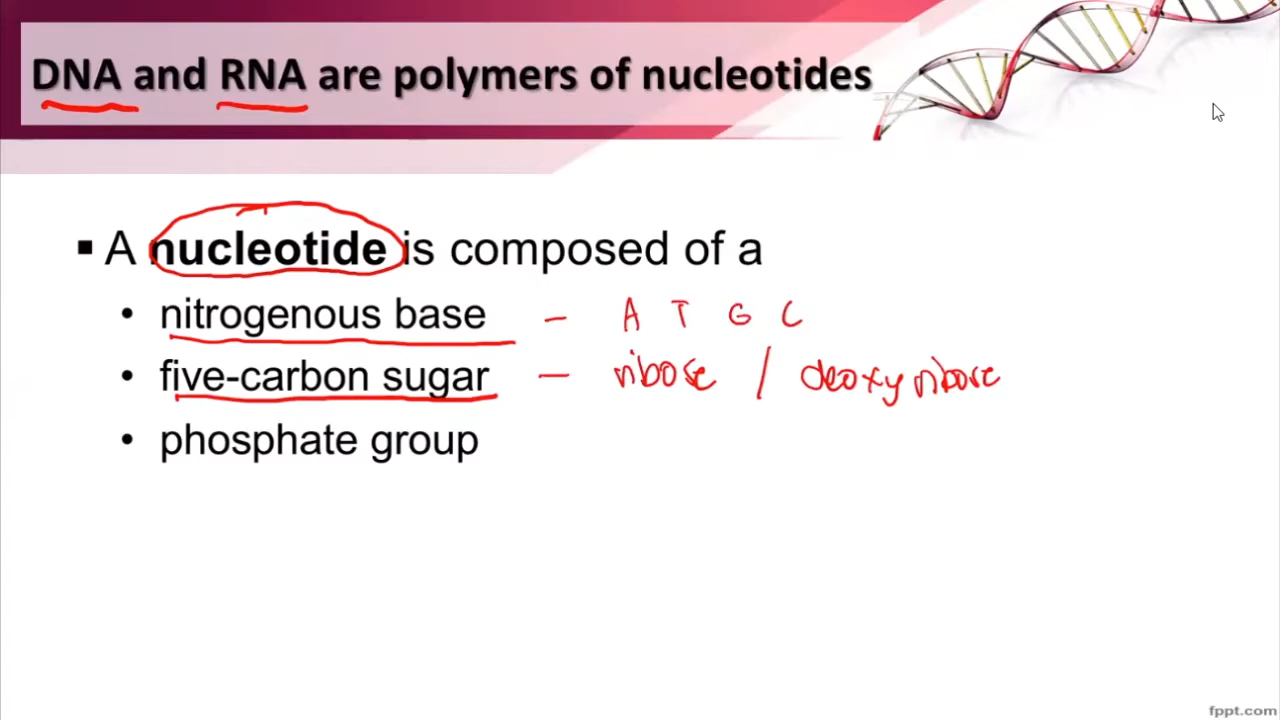 DNA and RNA are polymers of nucleotides
▪ A nucleotide is composed of a
• nitrogenous base – A T G C
• five-carbon sugar – ribose / deoxyribose
• phosphate group
fppt.com